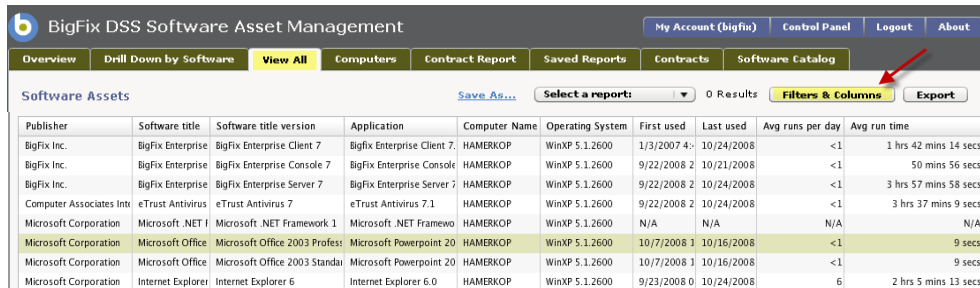 b BigFix DSS Software Asset Management My Account (bigfix) Control Panel Logout About
Overview Drill Down by Software View All Computers Contract Report Saved Reports Contracts Software Catalog
Software Assets Save As... Select a report: 0 Results Filters & Columns Export
Publisher Software title Software title version Application Computer Name Operating System First used Last used Avg runs per day Avg run time
BigFix Inc. BigFix Enterprise BigFix Enterprise Client 7 Bigfix Enterprise Client 7. HAMERKOP WinXP 5.1.2600 1/3/2007 4: 10/24/2008 <1 1 hr 42 mins 14 secs
BigFix Inc. BigFix Enterprise BigFix Enterprise Console 7 BigFix Enterprise Console HAMERKOP WinXP 5.1.2600 9/22/2008 2 10/21/2008 <1 50 mins 56 secs
BigFix Inc. BigFix Enterprise BigFix Enterprise Server 7 BigFix Enterprise Server 7 HAMERKOP WinXP 5.1.2600 9/22/2008 2 10/24/2008 <1 3 hrs 57 mins 58 secs
Computer Associates Inte eTrust Antivirus eTrust Antivirus 7 eTrust Antivirus 7.1 HAMERKOP WinXP 5.1.2600 9/22/2008 2 10/24/2008 <1 3 hrs 37 mins 9 secs
Microsoft Corporation Microsoft .NET F Microsoft .NET Framework 1 Microsoft .NET Framewo HAMERKOP WinXP 5.1.2600 N/A N/A N/A N/A
Microsoft Corporation Microsoft Office Microsoft Office 2003 Profess Microsoft Powerpoint 20 HAMERKOP WinXP 5.1.2600 10/7/2008 1 10/16/2008 <1 9 secs
Microsoft Corporation Microsoft Office Microsoft Office 2003 Standar Microsoft Powerpoint 20 HAMERKOP WinXP 5.1.2600 10/7/2008 1 10/16/2008 <1 9 secs
Microsoft Corporation Internet Explorer Internet Explorer 6 Internet Explorer 6.0 HAMERKOP WinXP 5.1.2600 9/23/2008 0 10/24/2008 6 2 hrs 5 mins 13 secs